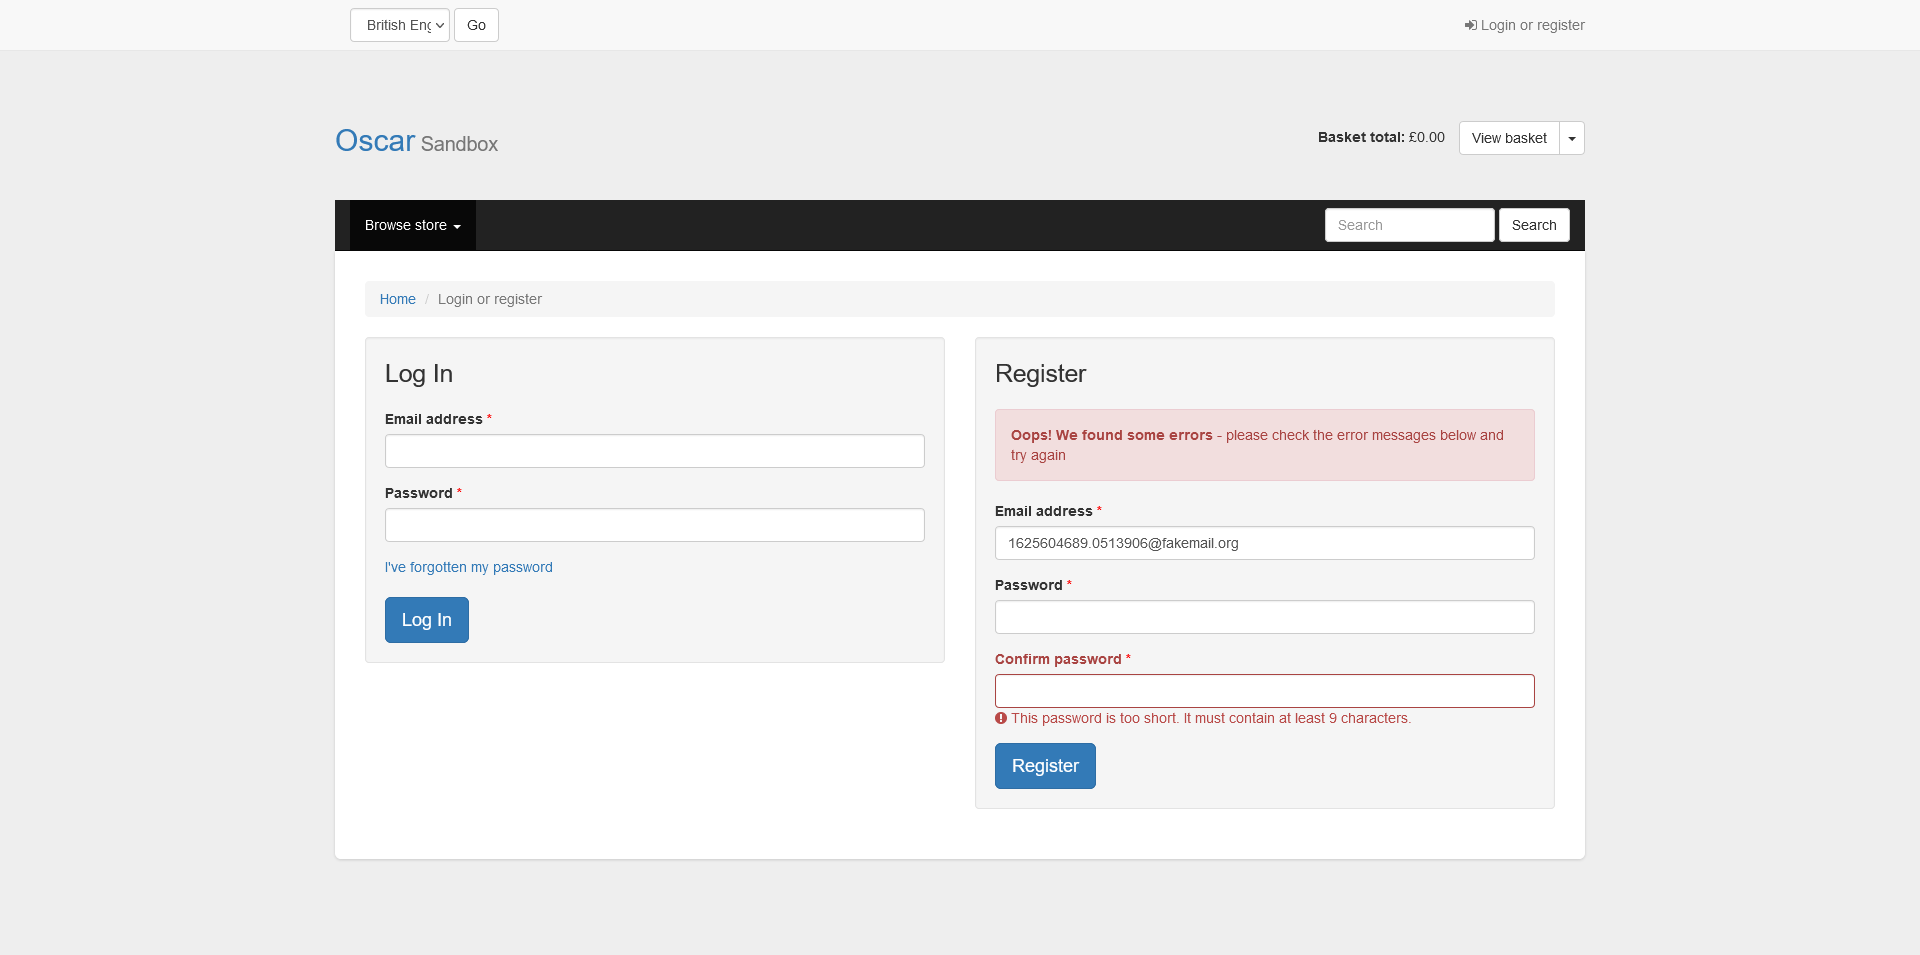 British Eng
Go
Login or register
Oscar Sandbox
Basket total: £0.00
View basket
Browse store
Search
Search
Home / Login or register
Log In
Email address *
Password *
I've forgotten my password
Log In
Register
Oops! We found some errors - please check the error messages below and
try again
Email address *
1625604689.0513906@fakemail.org
Password *
Confirm password *
This password is too short. It must contain at least 9 characters.
Register